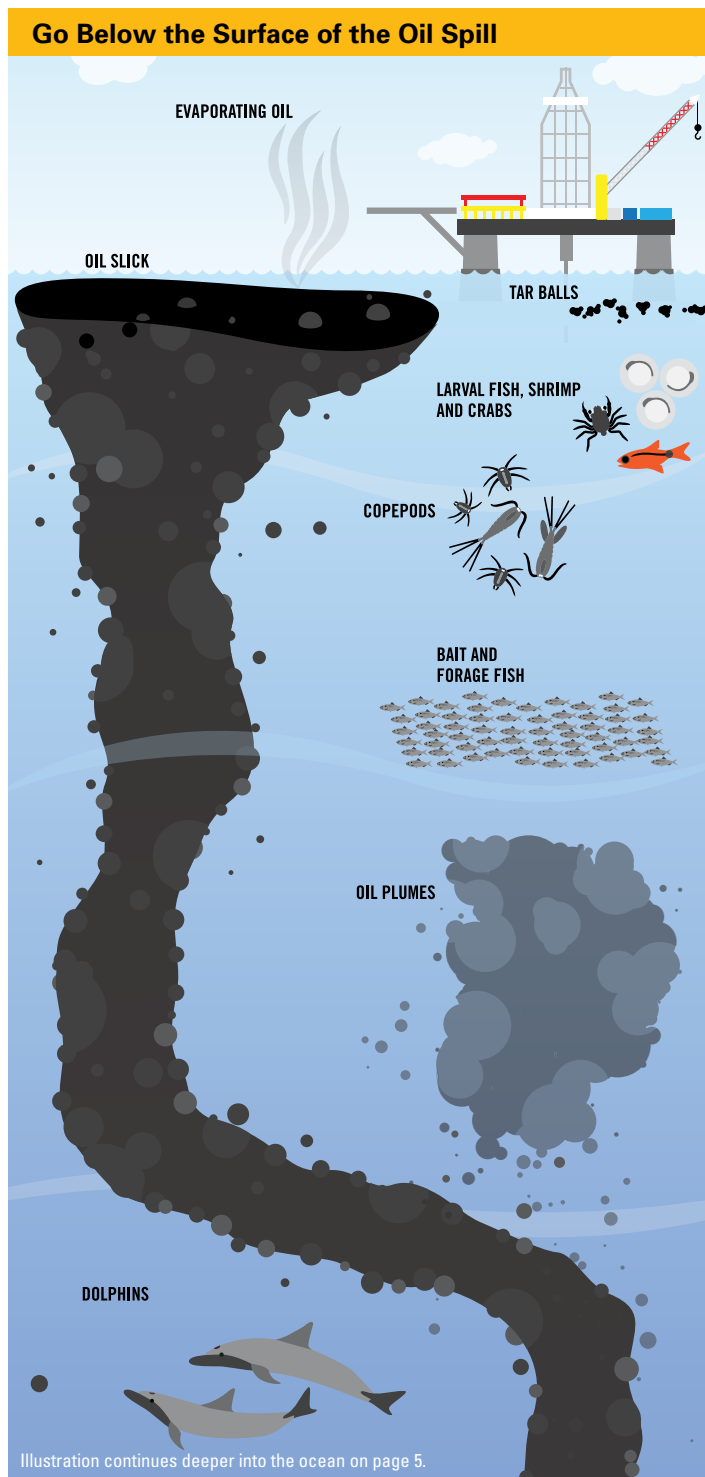 Go Below the Surface of the Oil Spill
EVAPORATING OIL
OIL SLICK
TAR BALLS
LARVAL FISH, SHRIMP
AND CRABS
COPEPODS
BAIT AND
FORAGE FISH
OIL PLUMES
DOLPHINS
Illustration continues deeper into the ocean on page 5.